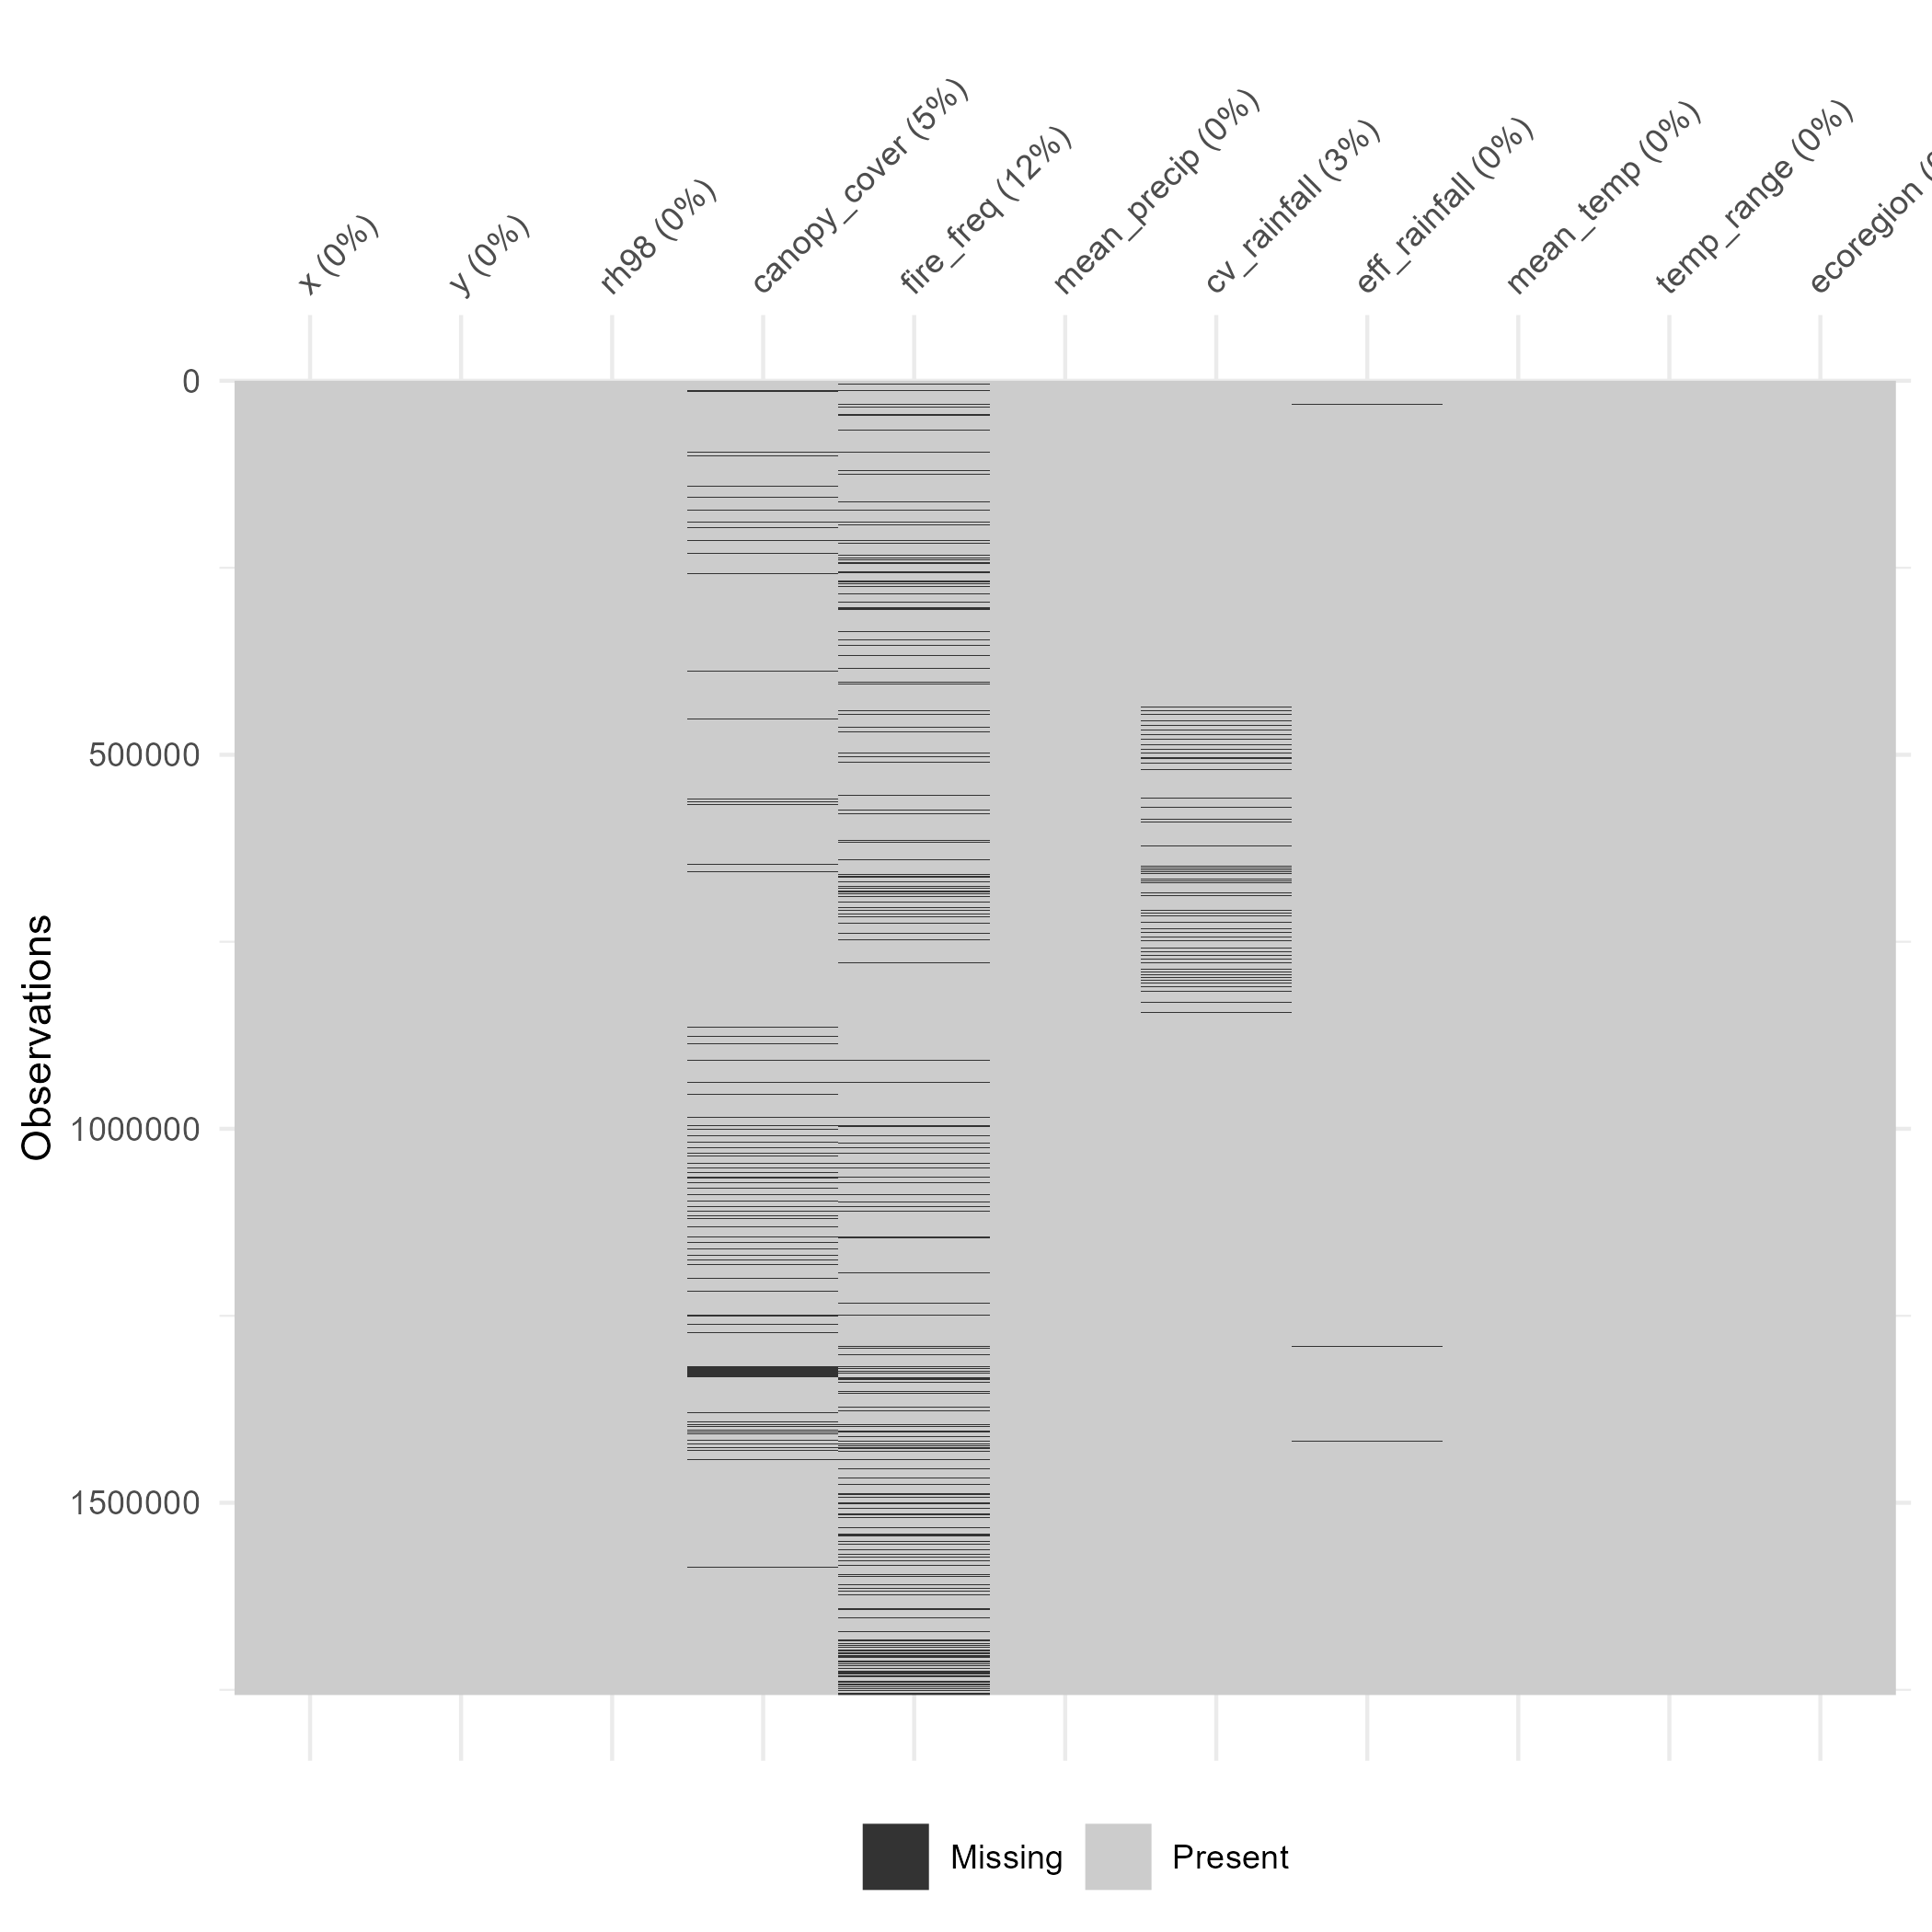 x (0%)
y (0%)
rh98 (0%)
canopy_cover (5%)
fire_freq (12%)
mean_precip (0%)
cv_rainfall (3%)
eff_rainfall (0%)
mean_temp (0%)
temp_range (0%)
ecoregion
0
500000
1000000
1500000
Observations
Missing
Present